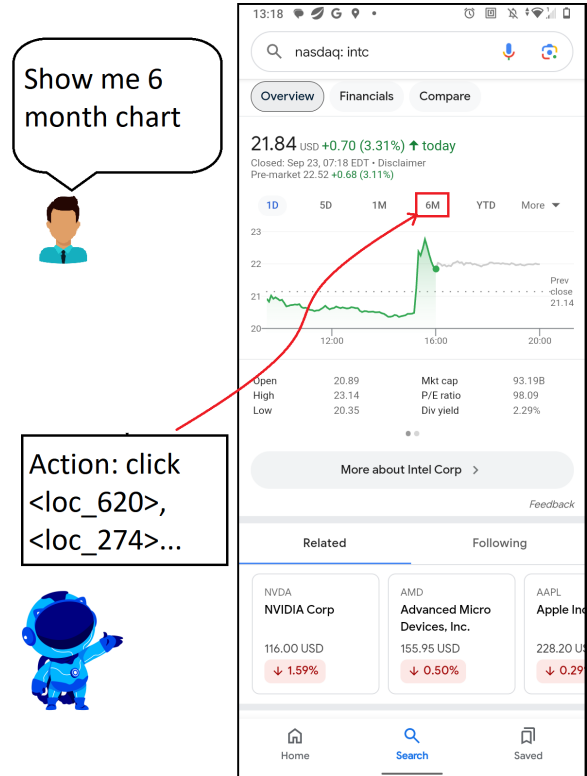 Show me 6
month chart
Action: click
<loc_620>,
<loc_274>...
13:18 G •
nasdaq: intc
Overview Financials Compare
21.84 USD +0.70 (3.31%) ↑ today
Closed: Sep 23, 07:18 EDT • Disclaimer
Pre-market 22.52 +0.68 (3.11%)
1D 5D 1M 6M YTD More
23
22
21
20
Prev
close
21.14
12:00 16:00 20:00
Open 20.89 Mkt cap 93.19B
High 23.14 P/E ratio 98.09
Low 20.35 Div yield 2.29%
More about Intel Corp >
Feedback
Related Following
NVDA
NVIDIA Corp
116.00 USD
↓ 1.59%
AMD
Advanced Micro
Devices, Inc.
155.95 USD
↓ 0.50%
AAPL
Apple Inc
228.20 US
↓ 0.29
Home Search Saved